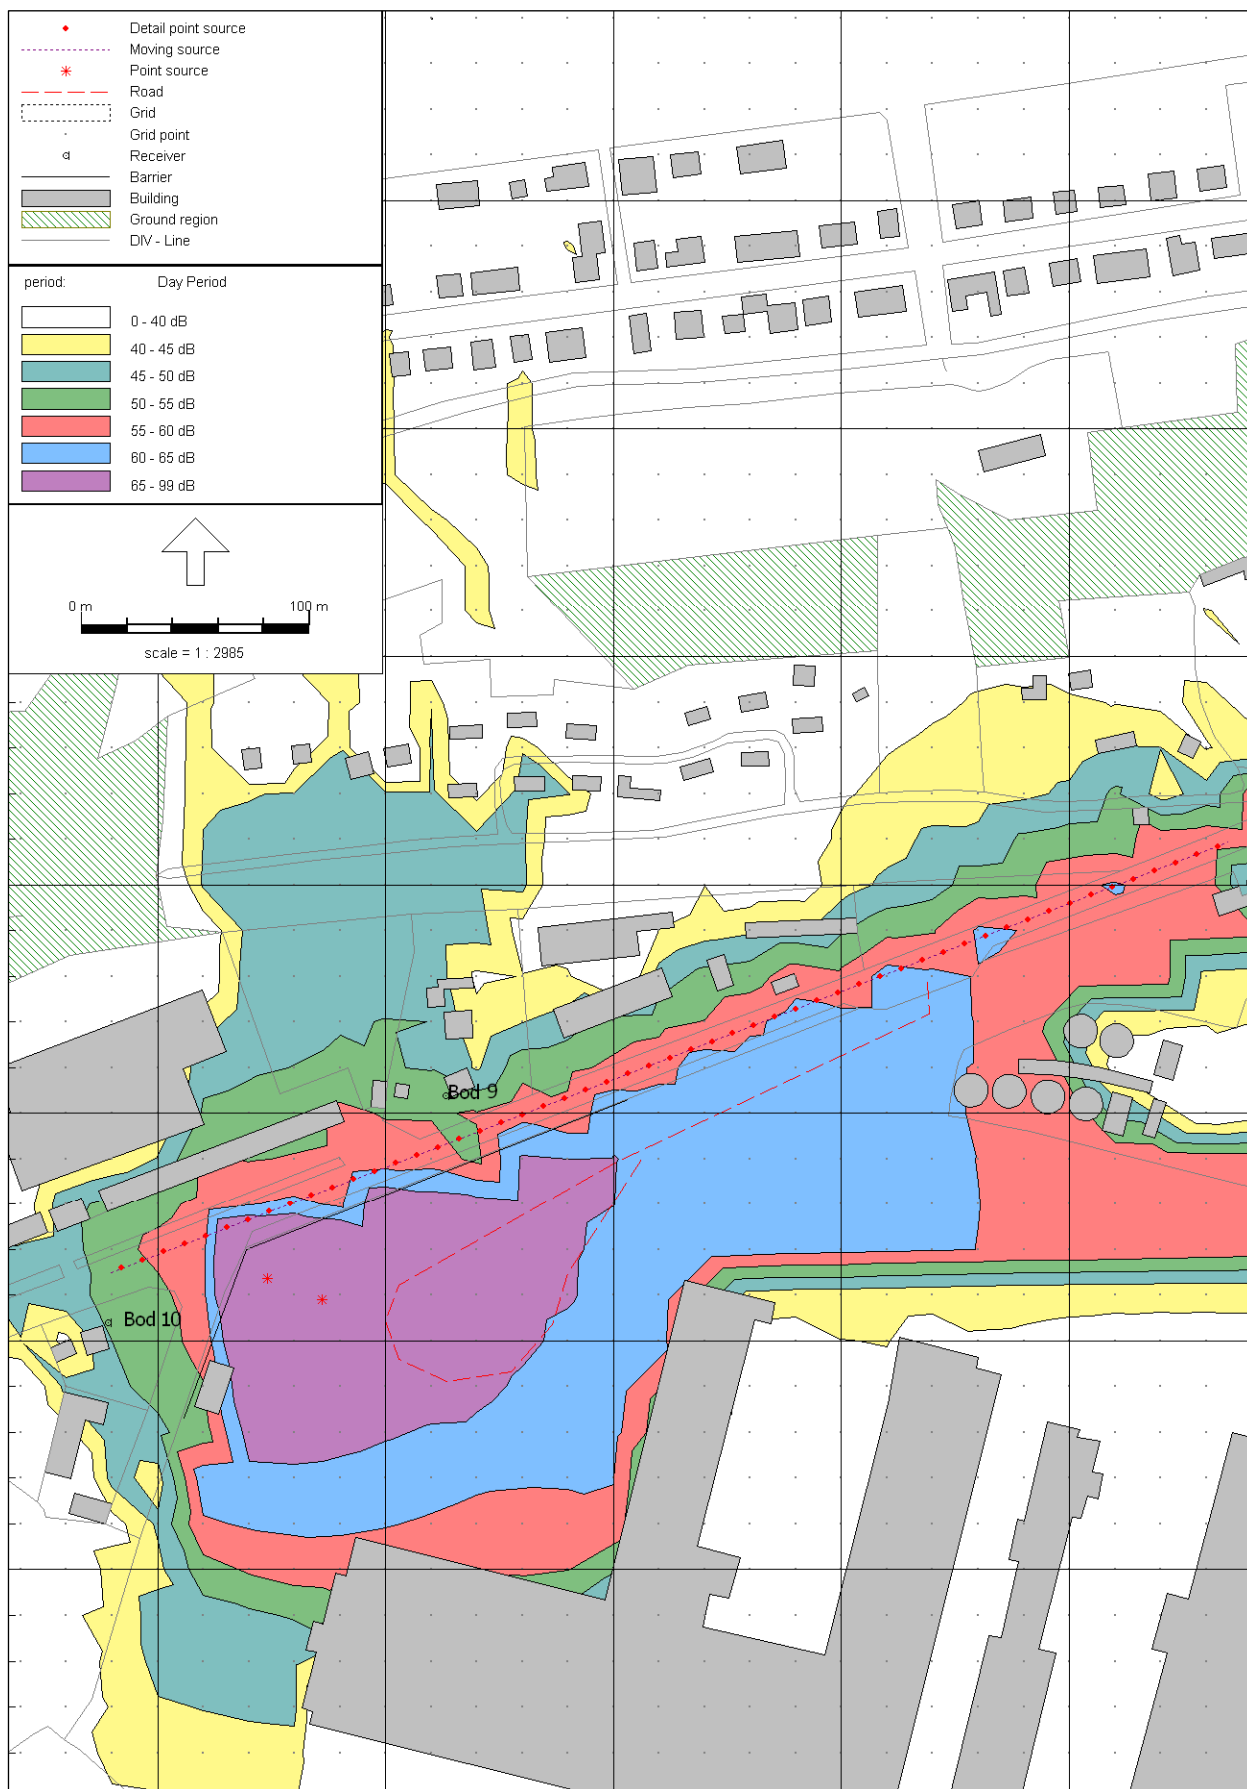 Detail point source
Moving source
Point source
Road
Grid
Grid point
Receiver
Barrier
Building
Ground region
DIV - Line
period: Day Period
0 - 40 dB
40 - 45 dB
45 - 50 dB
50 - 55 dB
55 - 60 dB
60 - 65 dB
65 - 99 dB
0 m 100 m
scale = 1 : 2985
Bod 9
Bod 10